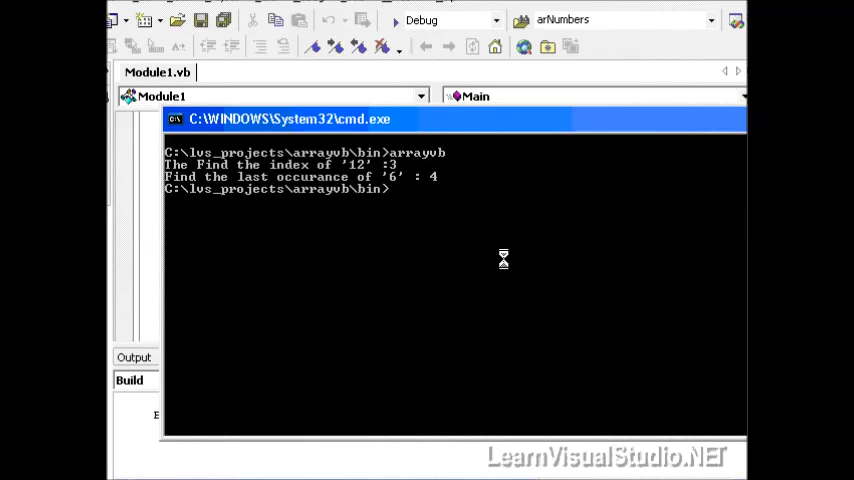 Debug
arNumbers
Module1.vb
Module1
Main
C:\WINDOWS\System32\cmd.exe
C:\lvs_projects\arrayvb\bin>arrayvb
The Find the index of '12' :3
Find the last occurance of '6' : 4
C:\lvs_projects\arrayvb\bin>
Output
Build
LearnVisualStudio.NET